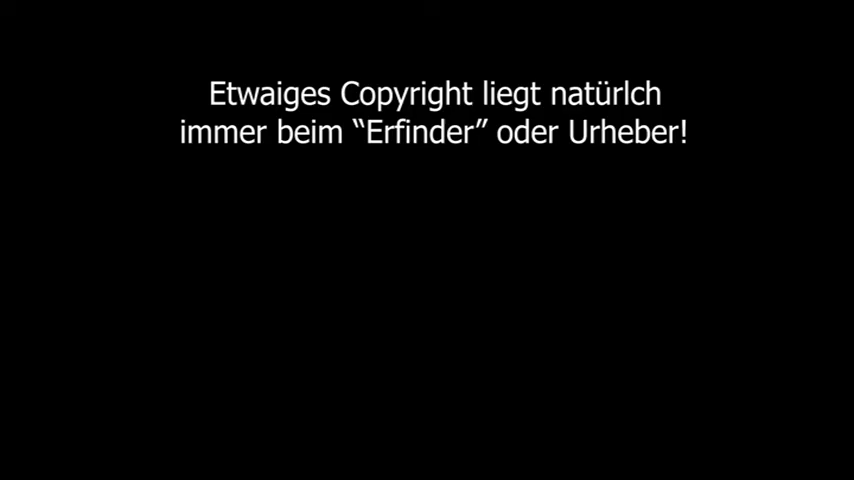 Etwaiges Copyright liegt natürlch
immer beim “Erfinder” oder Urheber!